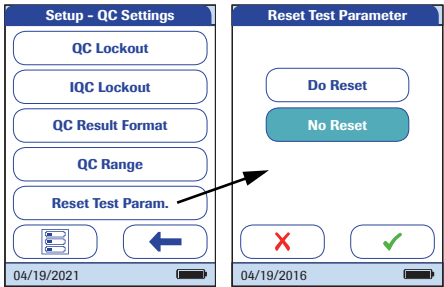 Setup - QC Settings
QC Lockout
IQC Lockout
QC Result Format
QC Range
Reset Test Param.
04/19/2021
Reset Test Parameter
Do Reset
No Reset
04/19/2016